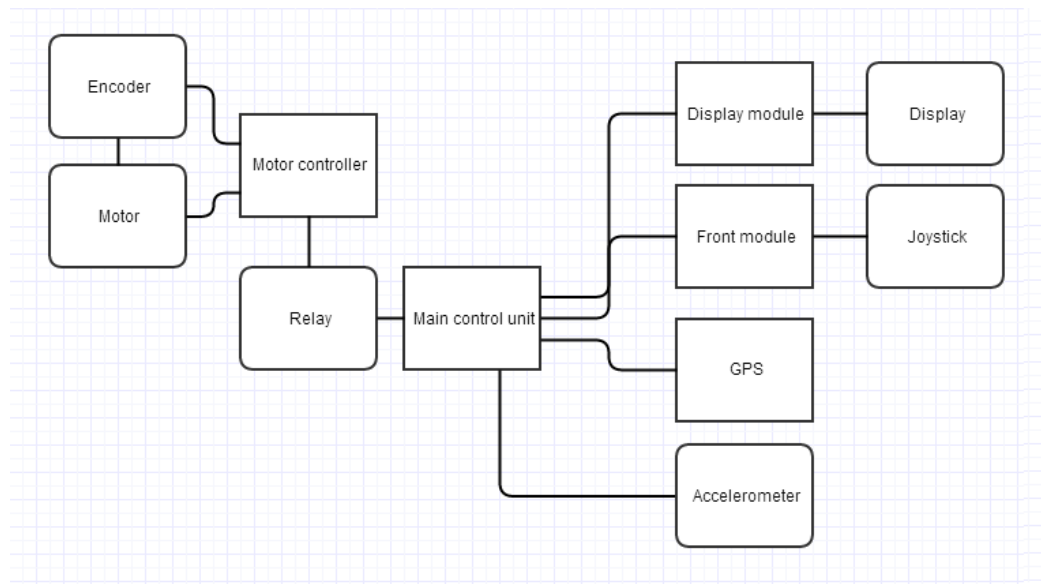 Encoder
Motor
Motor controller
Relay
Main control unit
Display module
Display
Front module
Joystick
GPS
Accelerometer